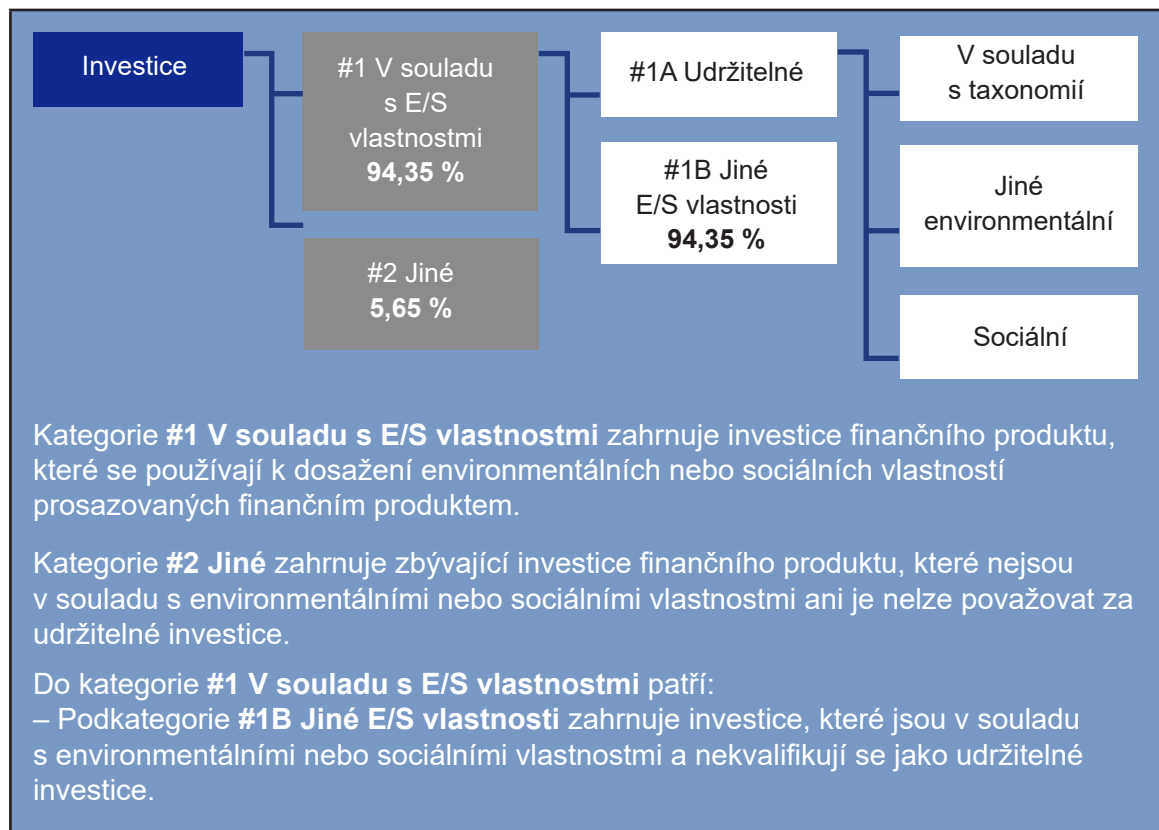 Investice
#1 V souladu
s E/S
vlastnostmi
94,35 %
#2 Jiné
5,65 %
#1A Udržitelné
#1B Jiné
E/S vlastnosti
94,35 %
V souladu
s taxonomií
Jiné
environmentální
Sociální
Kategorie #1 V souladu s E/S vlastnostmi zahrnuje investice finančního produktu,
které se používají k dosažení environmentálních nebo sociálních vlastností
prosazovaných finančním produktem.
Kategorie #2 Jiné zahrnuje zbývající investice finančního produktu, které nejsou
v souladu s environmentálními nebo sociálními vlastnostmi ani je nelze považovat za
udržitelné investice.
Do kategorie #1 V souladu s E/S vlastnostmi patří:
– Podkategorie #1B Jiné E/S vlastnosti zahrnuje investice, které jsou v souladu
s environmentálními nebo sociálními vlastnostmi a nekvalifikují se jako udržitelné
investice.